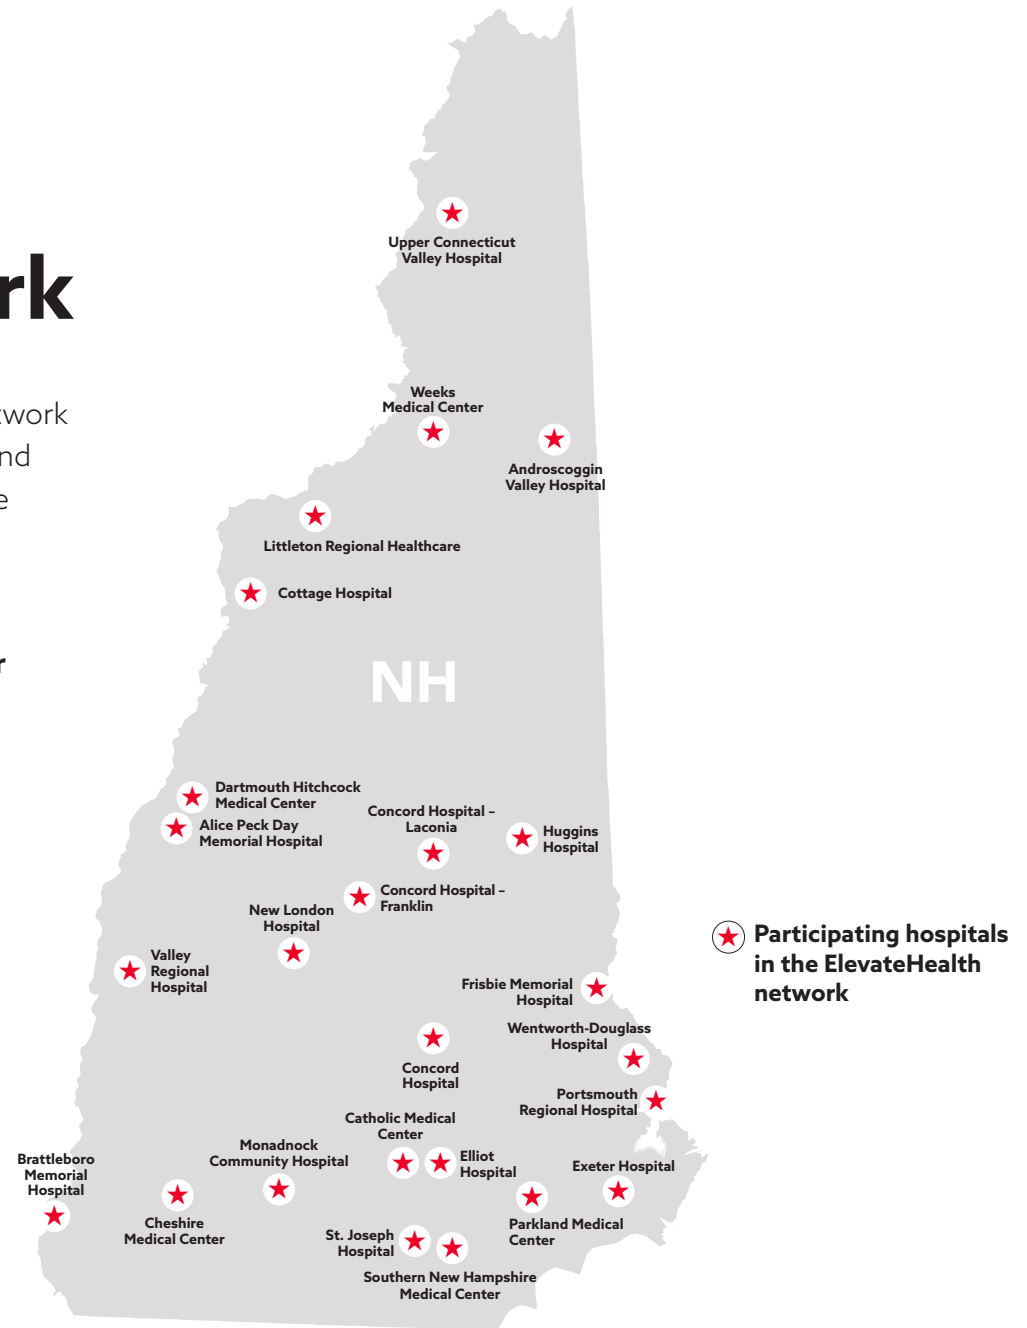 rk
twork
nd
e
r
Upper Connecticut
Valley Hospital
Weeks
Medical Center
Androscoggin
Valley Hospital
Littleton Regional Healthcare
Cottage Hospital
NH
Dartmouth Hitchcock
Medical Center
Alice Peck Day
Memorial Hospital
Concord Hospital –
Laconia
Huggins
Hospital
Concord Hospital –
Franklin
New London
Hospital
Valley
Regional
Hospital
Participating hospitals
in the ElevateHealth
network
Frisbie Memorial
Hospital
Wentworth-Douglass
Hospital
Concord
Hospital
Portsmouth
Regional Hospital
Catholic Medical
Center
Elliot
Hospital
Monadnock
Community Hospital
Exeter Hospital
Brattleboro
Memorial
Hospital
Cheshire
Medical Center
Parkland Medical
Center
St. Joseph
Hospital
Southern New Hampshire
Medical Center